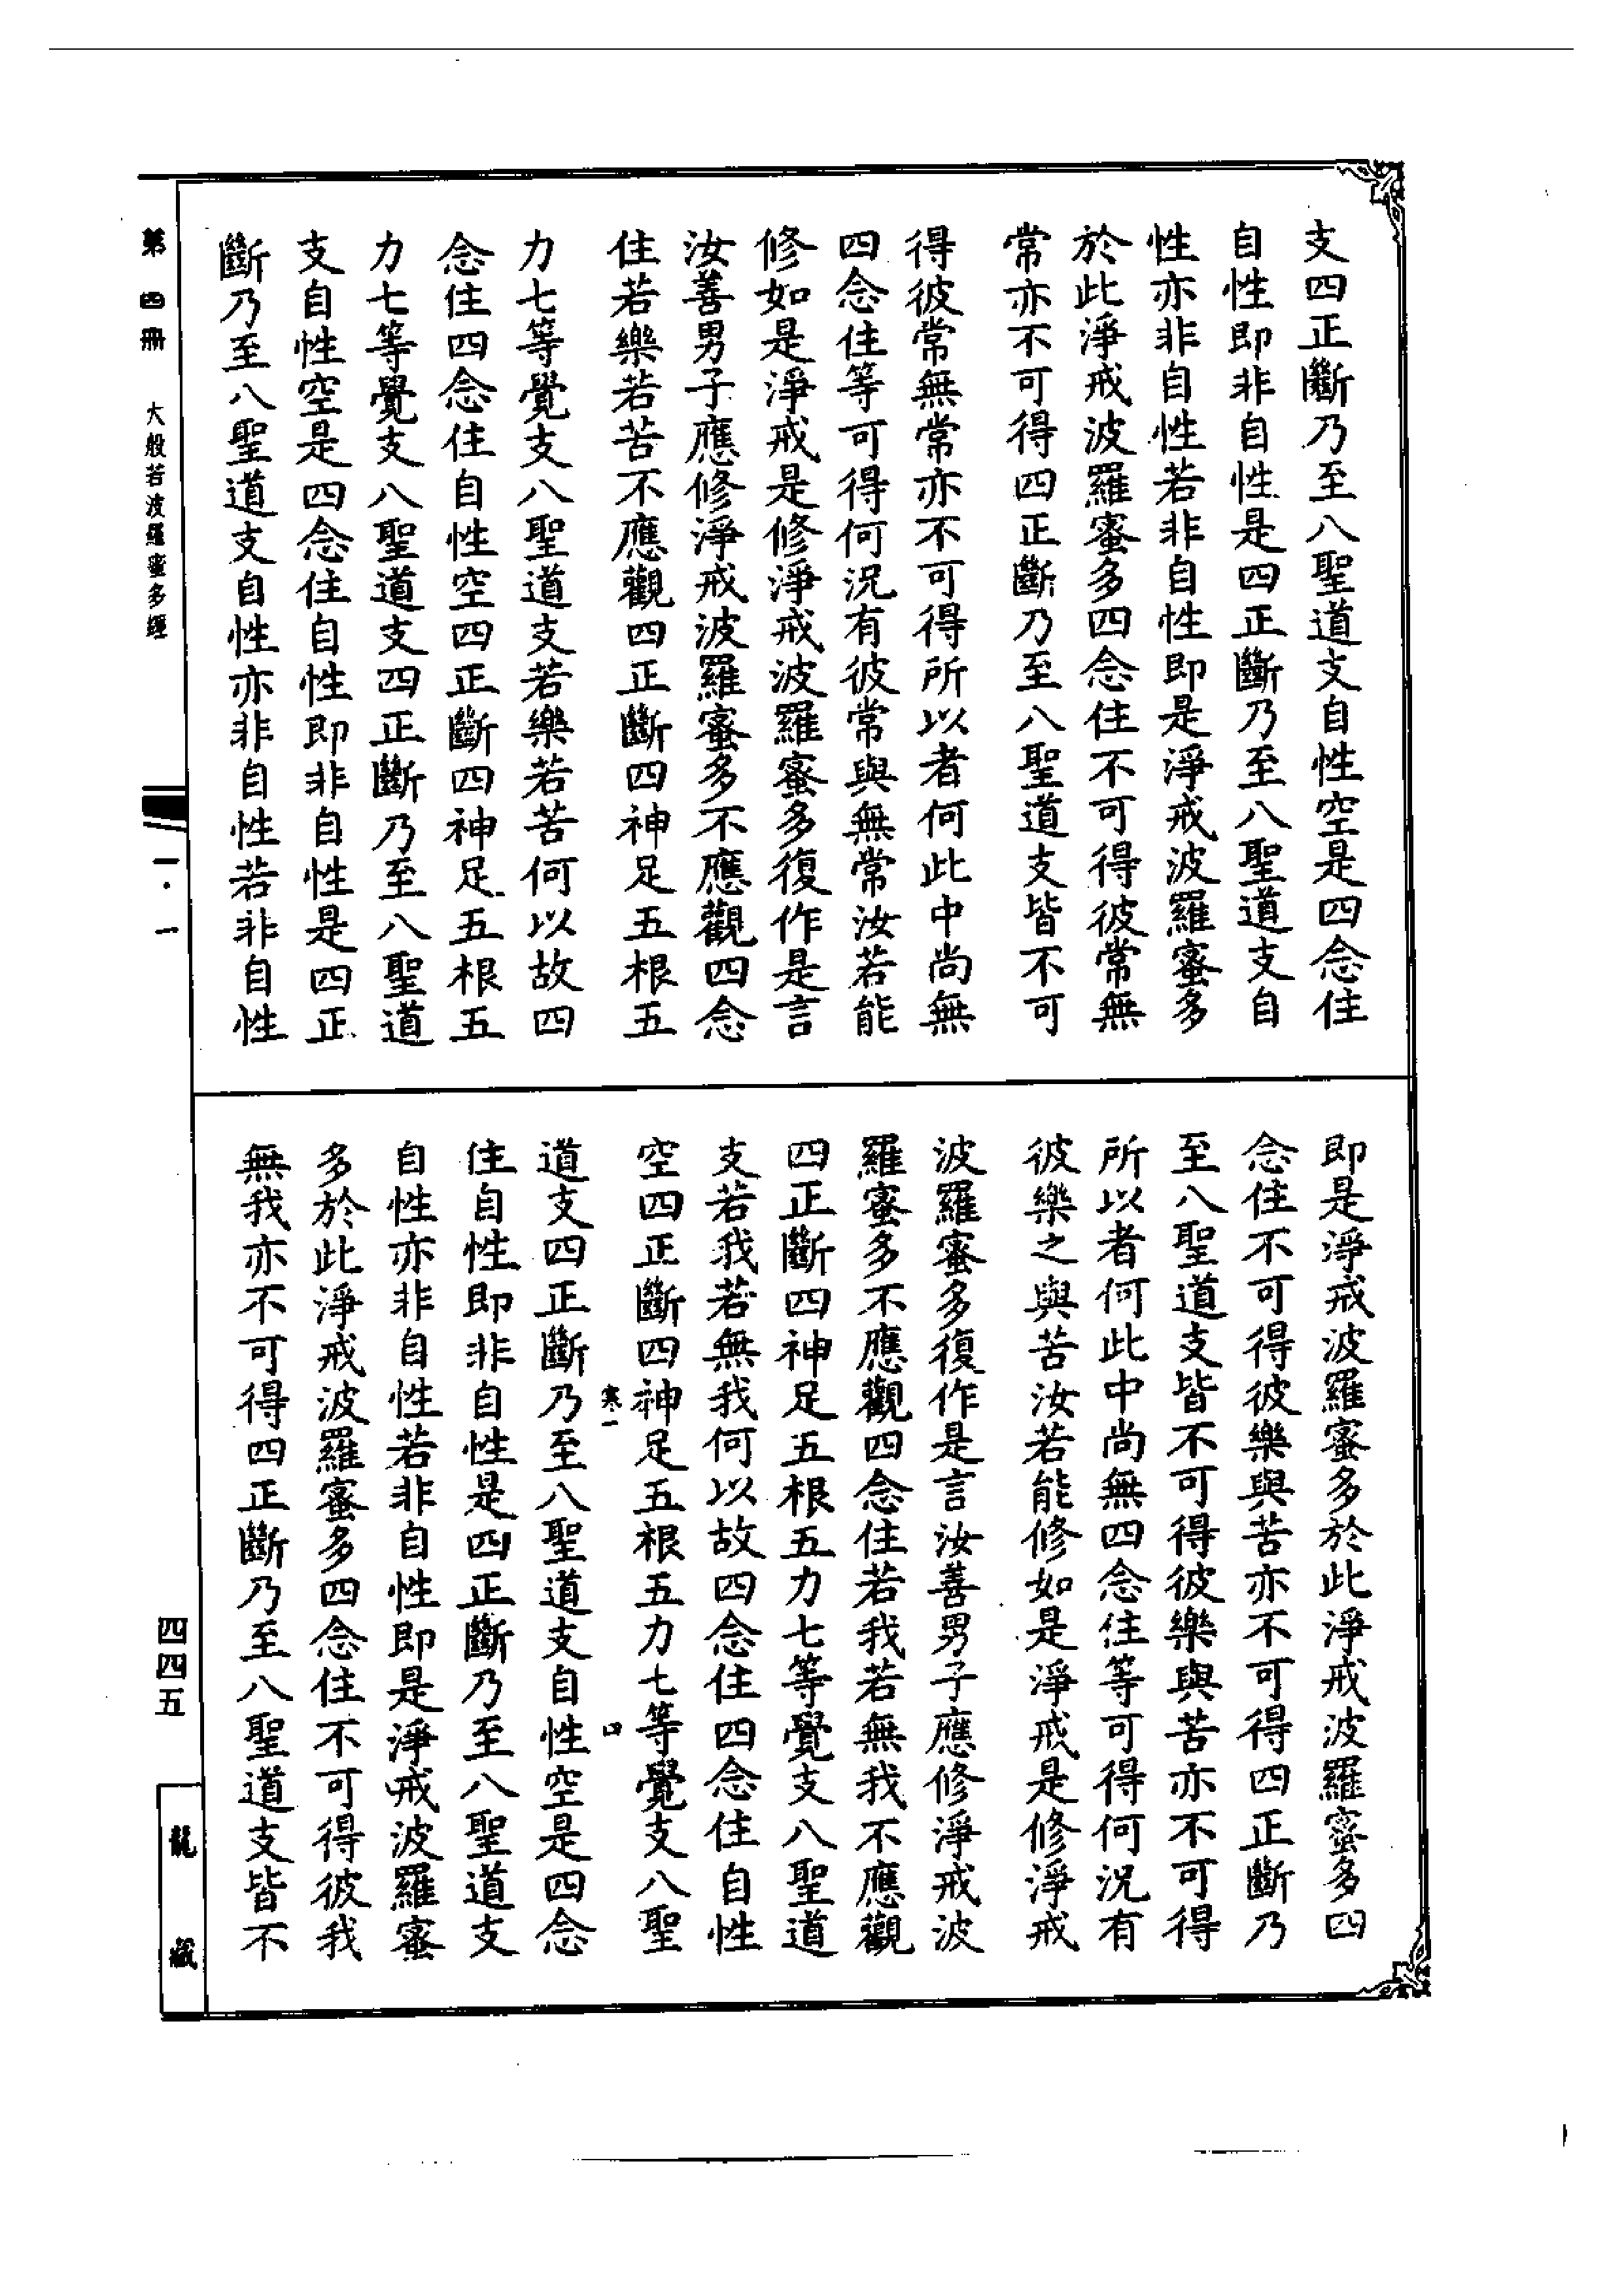 支四正斷乃至八聖道支自性空是四念住
自性即非自性是四正斷乃至八聖道支自
性亦非自性若非自性即是淨戒波羅蜜多
於此淨戒波羅蜜多四念住不可得彼常無
常亦不可得四正斷乃至八聖道支皆不可
得彼常無常亦不可得所以者何此中尚無
四念住等可得何況有彼常與無常汝若能
修如是淨戒是修淨戒波羅蜜多復作是言
汝善男子應修淨戒波羅蜜多不應觀四念
住若樂若苦不應觀四正斷四神足五根五
力七等覺支八聖道支若樂若苦何以故四
念住四念住自性空四正斷四神足五根五
力七等覺支八聖道支四正斷乃至八聖道
支自性空是四念住自性即非自性是四正
斷乃至八聖道支自性亦非自性若非自性
即是淨戒波羅蜜多於此淨戒波羅蜜多四
念住不可得彼樂與苦亦不可得四正斷乃
至八聖道支皆不可得彼樂與苦亦不可得
所以者何此中尚無四念住等可得何況有
彼樂之與苦汝若能修如是淨戒是修淨戒
波羅蜜多復作是言汝善男子應修淨戒波
羅蜜多不應觀四念住若我若無我不應觀
四正斷四神足五根五力七等覺支八聖道
支若我若無我何以故四念住四念住自性
空四正斷四神足五根五力七等覺支八聖
寒一
口
道支四正斷乃至八聖道支自性空是四念
住自性即非自性是四正斷乃至八聖道支
自性亦非自性若非自性即是淨戒波羅蜜
多於此淨戒波羅蜜多四念住不可得彼我
無我亦不可得四正斷乃至八聖道支皆不
第四冊 大般若波羅蜜多經
一·一
四四五
龍藏